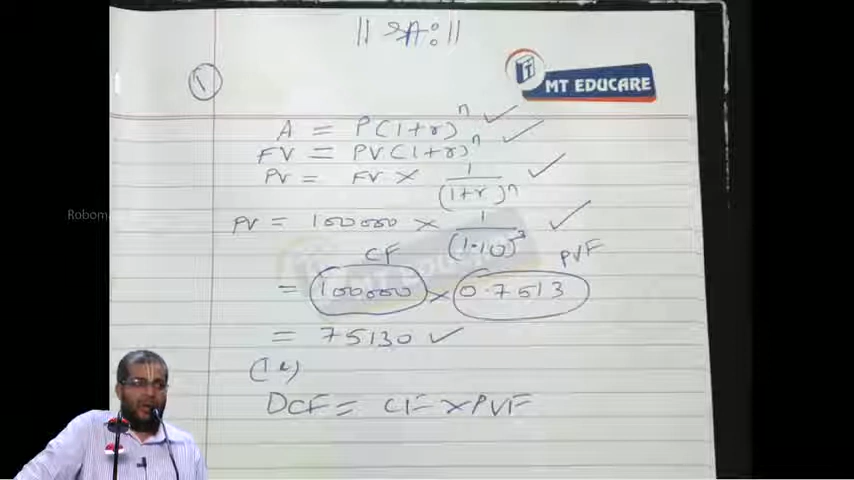 || श्री: ||
1
MT EDUCARE
A = P(1+r)^n ✓
FV = PV(1+r)^n ✓
PV = FV × 1/(1+r)^n ✓
PV = 100000 × 1/(1.10)^3 ✓
CF PVF
= 100000 × 0.7513
= 75130 ✓
DCF = CF × PVF
Robom